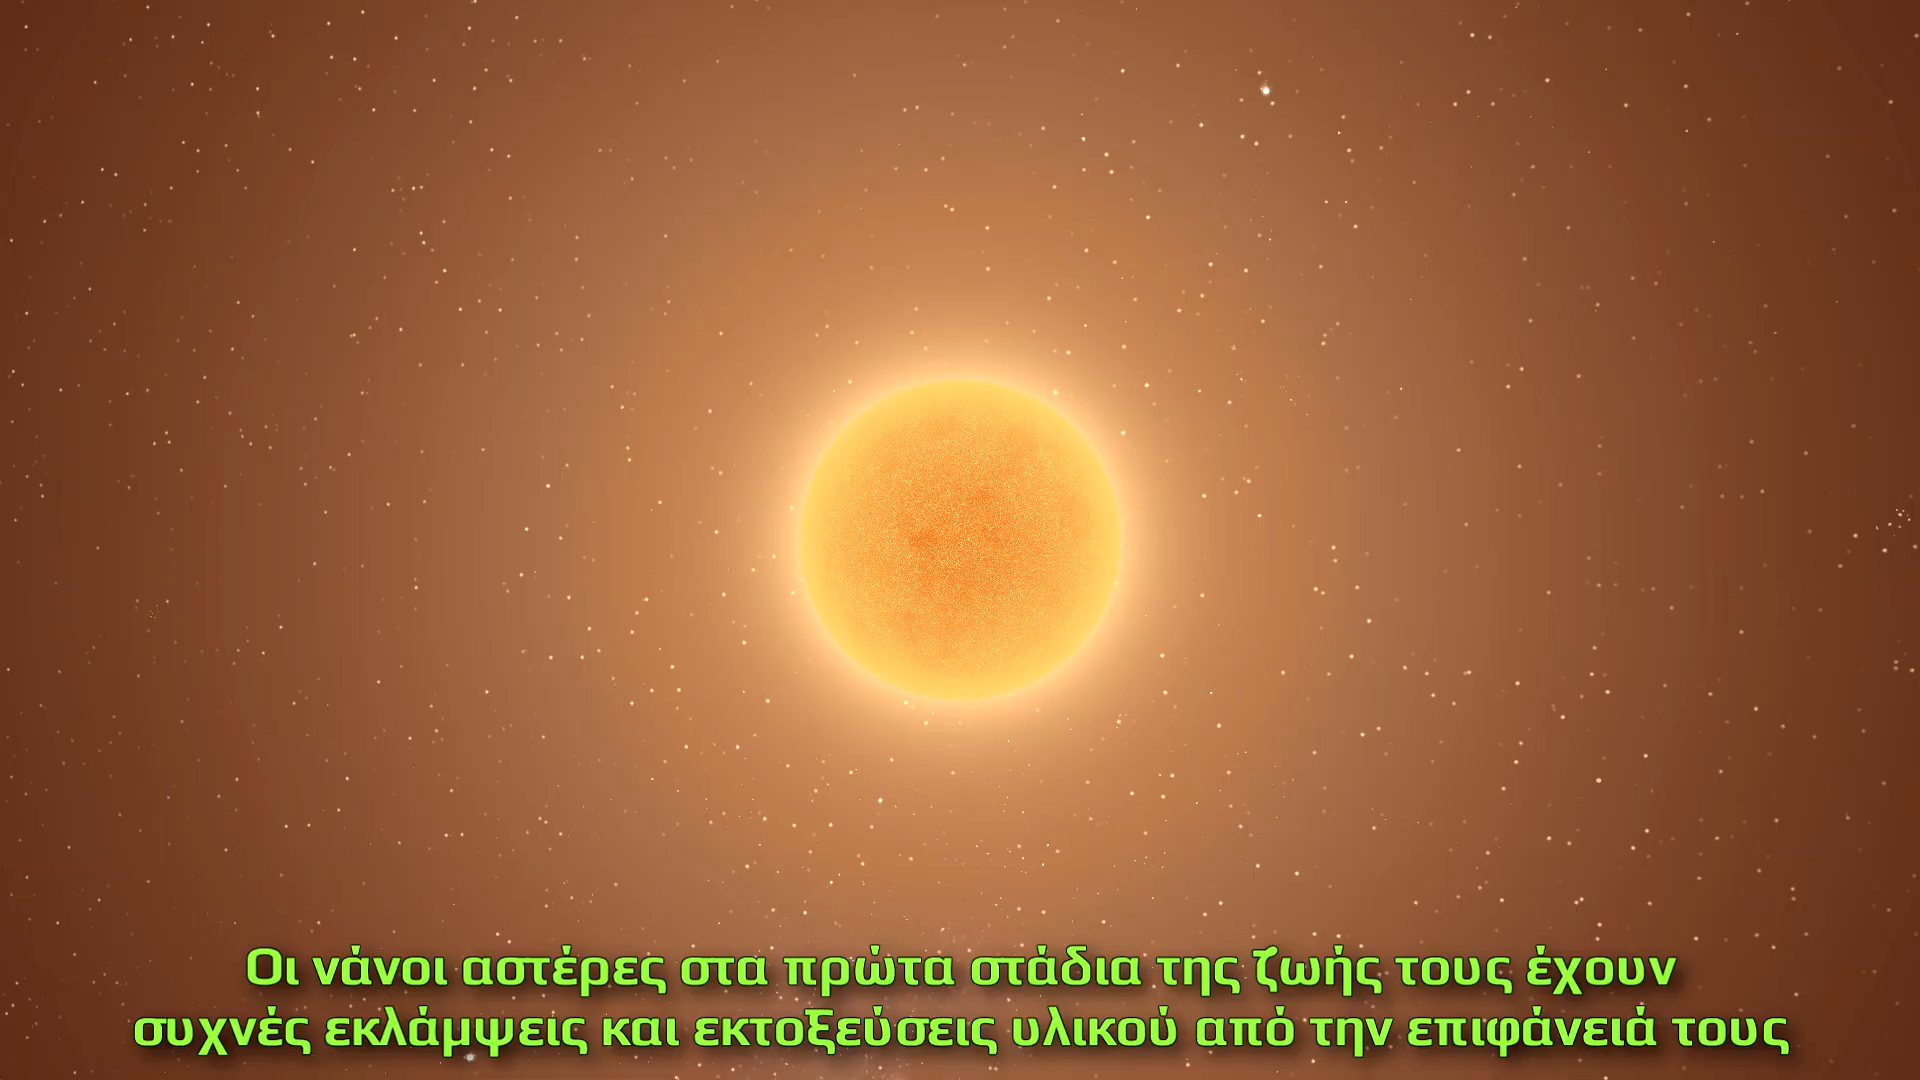 Οι νάνοι αστέρες στα πρώτα στάδια της ζωής τους έχουν
συχνές εκλάμψεις και εκτοξεύσεις υλικού από την επιφάνειά τους